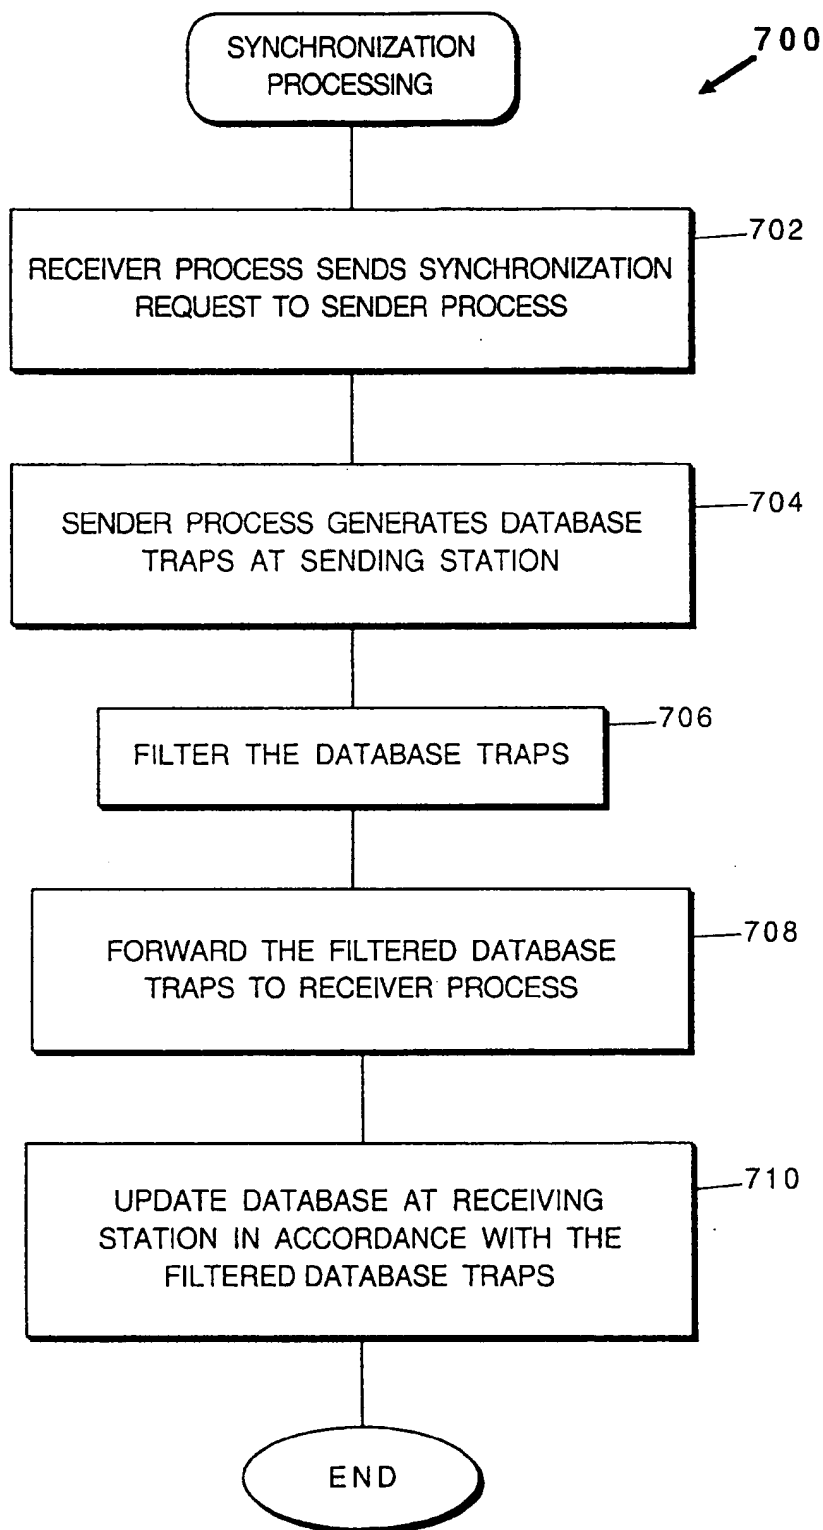 SYNCHRONIZATION
PROCESSING
700
702
RECEIVER PROCESS SENDS SYNCHRONIZATION
REQUEST TO SENDER PROCESS
704
SENDER PROCESS GENERATES DATABASE
TRAPS AT SENDING STATION
706
FILTER THE DATABASE TRAPS
708
FORWARD THE FILTERED DATABASE
TRAPS TO RECEIVER PROCESS
710
UPDATE DATABASE AT RECEIVING
STATION IN ACCORDANCE WITH THE
FILTERED DATABASE TRAPS
END